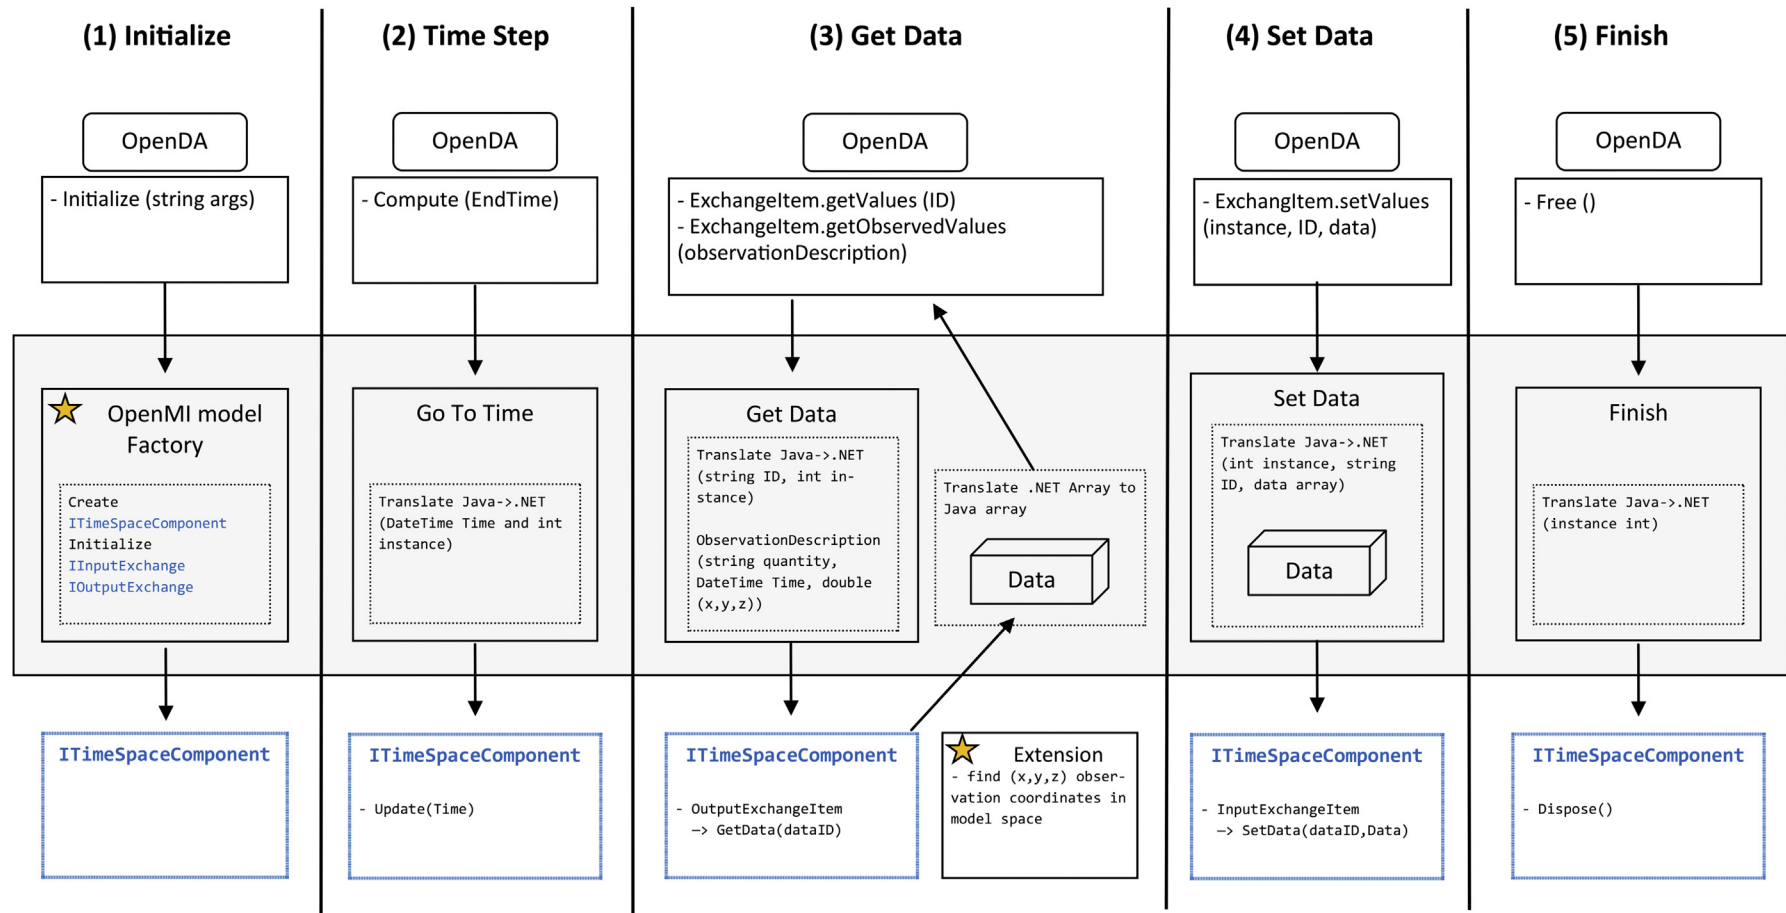 (1) Initialize
OpenDA
- Initialize (string args)
OpenMI model
Factory
Create
ITimeSpaceComponent
Initialize
IInputExchange
IOutputExchange
ITimeSpaceComponent
(2) Time Step
OpenDA
- Compute (EndTime)
Go To Time
Translate Java->.NET
(DateTime Time and int
instance)
ITimeSpaceComponent
- Update(Time)
(3) Get Data
OpenDA
- ExchangeItem.getValues (ID)
- ExchangeItem.getObservedValues
(observationDescription)
Get Data
Translate Java->.NET
(string ID, int in-
stance)
ObservationDescription
(string quantity,
DateTime Time, double
(x,y,z))
Translate .NET Array to
Java array
Data
ITimeSpaceComponent
- OutputExchangeItem
—> GetData(dataID)
Extension
- find (x,y,z) obser-
vation coordinates in
model space
(4) Set Data
OpenDA
- ExchangItem.setValues
(instance, ID, data)
Set Data
Translate Java->.NET
(int instance, string
ID, data array)
Data
ITimeSpaceComponent
- InputExchangeItem
—> SetData(dataID,Data)
(5) Finish
OpenDA
- Free ()
Finish
Translate Java->.NET
(instance int)
ITimeSpaceComponent
- Dispose()